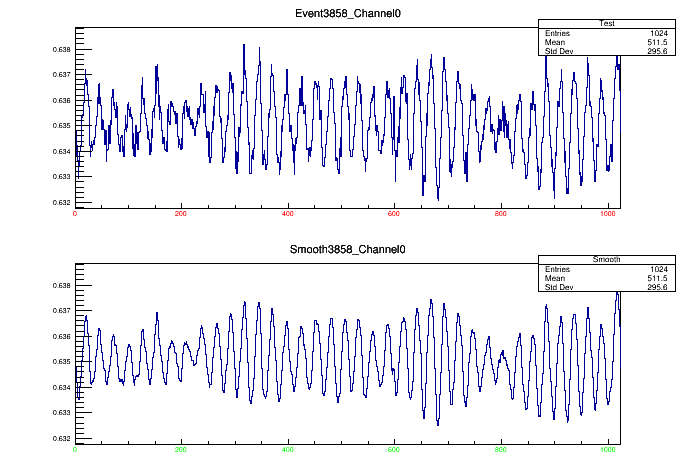 Event3858_Channel0
Test
Entries 1024
Mean 511.5
Std Dev 295.6
0.638
0.637
0.636
0.635
0.634
0.633
0.632
0 200 400 600 800 1000
Smooth3858_Channel0
Smooth
Entries 1024
Mean 511.5
Std Dev 295.6
0.638
0.637
0.636
0.635
0.634
0.633
0.632
0 200 400 600 800 1000